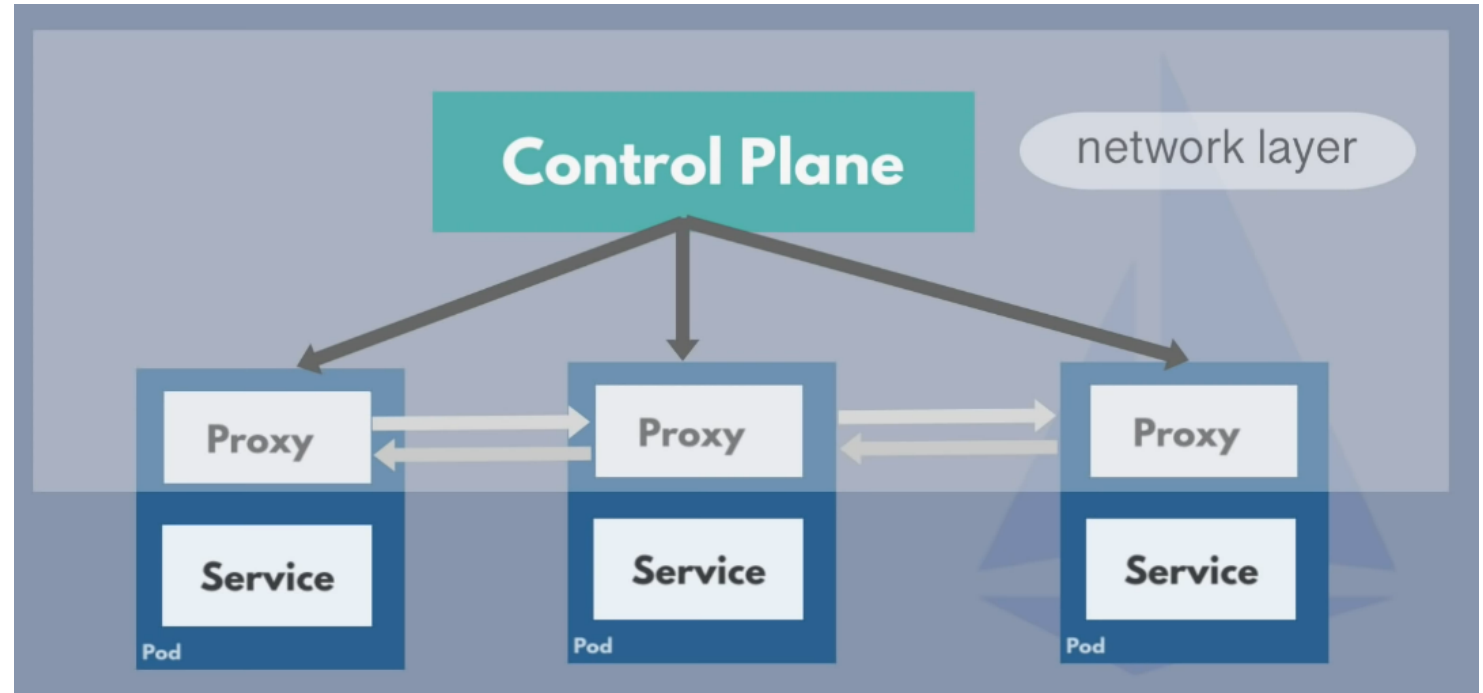 Control Plane
network layer
Proxy
Proxy
Proxy
Service
Service
Service
Pod
Pod
Pod